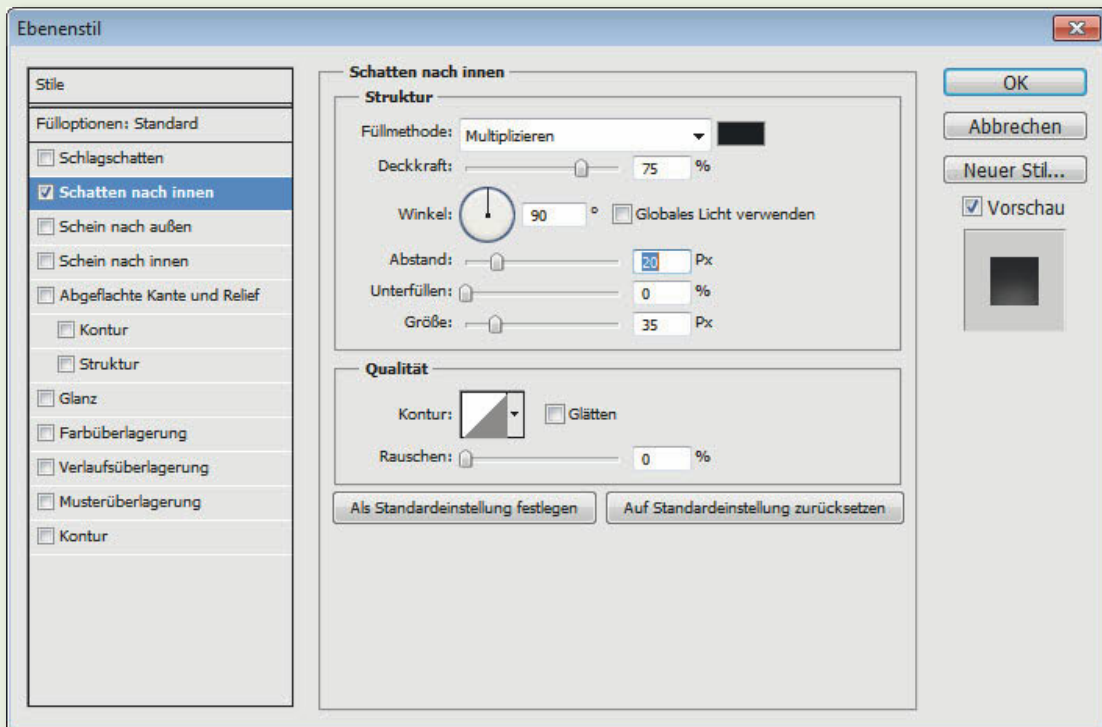 Ebenenstil
Stile
Fülloptionen: Standard
Schlagschatten
Schatten nach innen
Schein nach außen
Schein nach innen
Abgeflachte Kante und Relief
Kontur
Struktur
Glanz
Farbüberlagerung
Verlaufsüberlagerung
Musterüberlagerung
Kontur
Schatten nach innen
Struktur
Füllmethode: Multiplizieren
Deckkraft: 75 %
Winkel: 90 ° Globales Licht verwenden
Abstand: 20 Px
Unterfüllen: 0 %
Größe: 35 Px
Qualität
Kontur: Glätten
Rauschen: 0 %
Als Standardeinstellung festlegen Auf Standardeinstellung zurücksetzen
OK
Abbrechen
Neuer Stil...
Vorschau